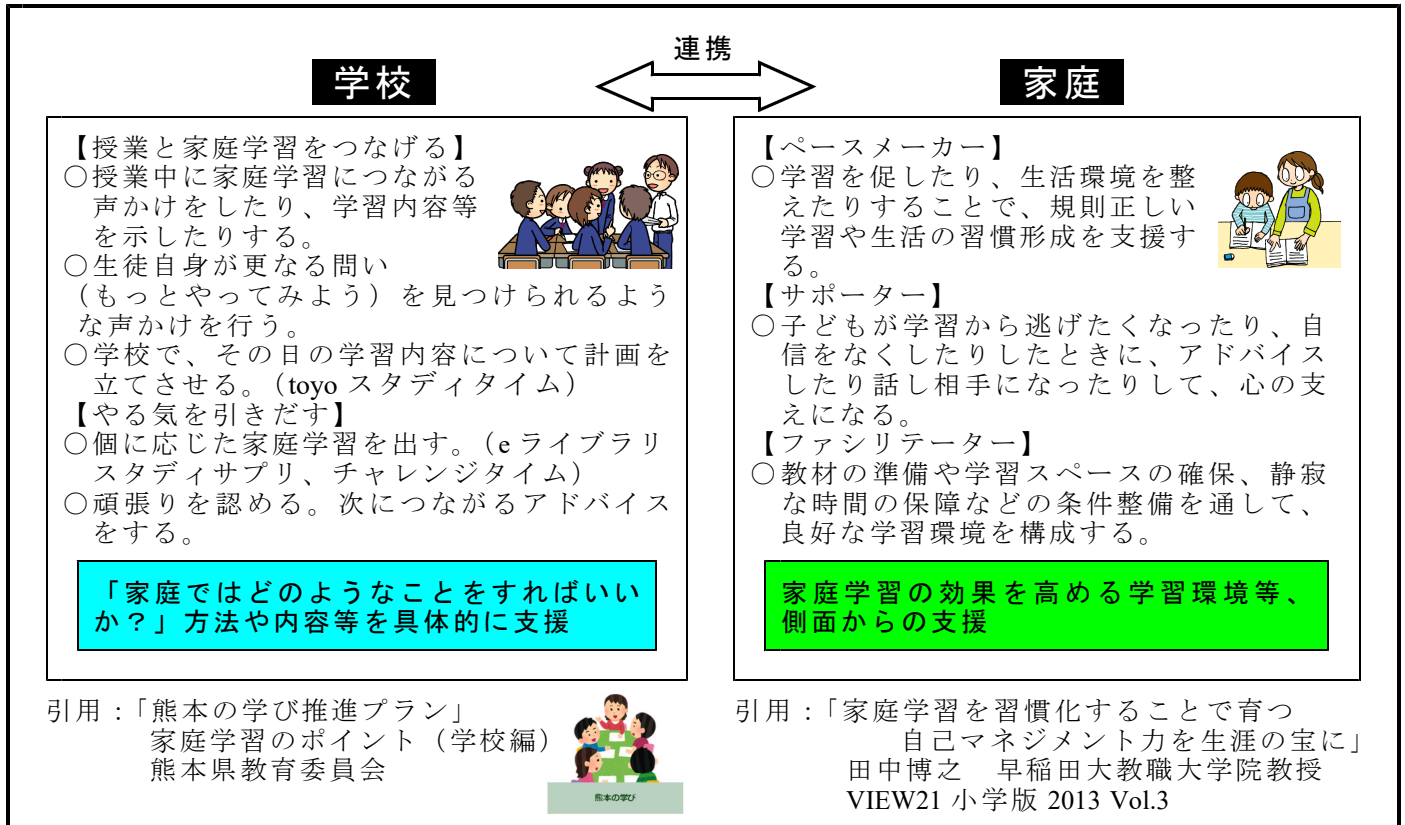 連携
学校
【授業と家庭学習をつなげる】
○授業中に家庭学習につながる
声かけをしたり、学習内容等
を示したりする。
○生徒自身が更なる問い
（もっとやってみよう）を見つけられるよう
な声かけを行う。
○学校で、その日の学習内容について計画を
立てさせる。（toyo スタディタイム）
【やる気を引きだす】
○個に応じた家庭学習を出す。（e ライブラリ
スタディサプリ、チャレンジタイム）
○頑張りを認める。次につながるアドバイス
をする。
「家庭ではどのようなことをすればいい
か？」方法や内容等を具体的に支援
引用：「熊本の学び推進プラン」
家庭学習のポイント（学校編）
熊本県教育委員会
熊本の学び
家庭
【ペースメーカー】
○学習を促したり、生活環境を整
えたりすることで、規則正しい
学習や生活の習慣形成を支援す
る。
【サポーター】
○子どもが学習から逃げたくなったり、自
信をなくしたりしたときに、アドバイス
したり話し相手になったりして、心の支
えになる。
【ファシリテーター】
○教材の準備や学習スペースの確保、静寂
な時間の保障などの条件整備を通して、
良好な学習環境を構成する。
家庭学習の効果を高める学習環境等、
側面からの支援
引用：「家庭学習を習慣化することで育つ
自己マネジメント力を生涯の宝に」
田中博之　早稲田大教職大学院教授
VIEW21 小学版 2013 Vol.3